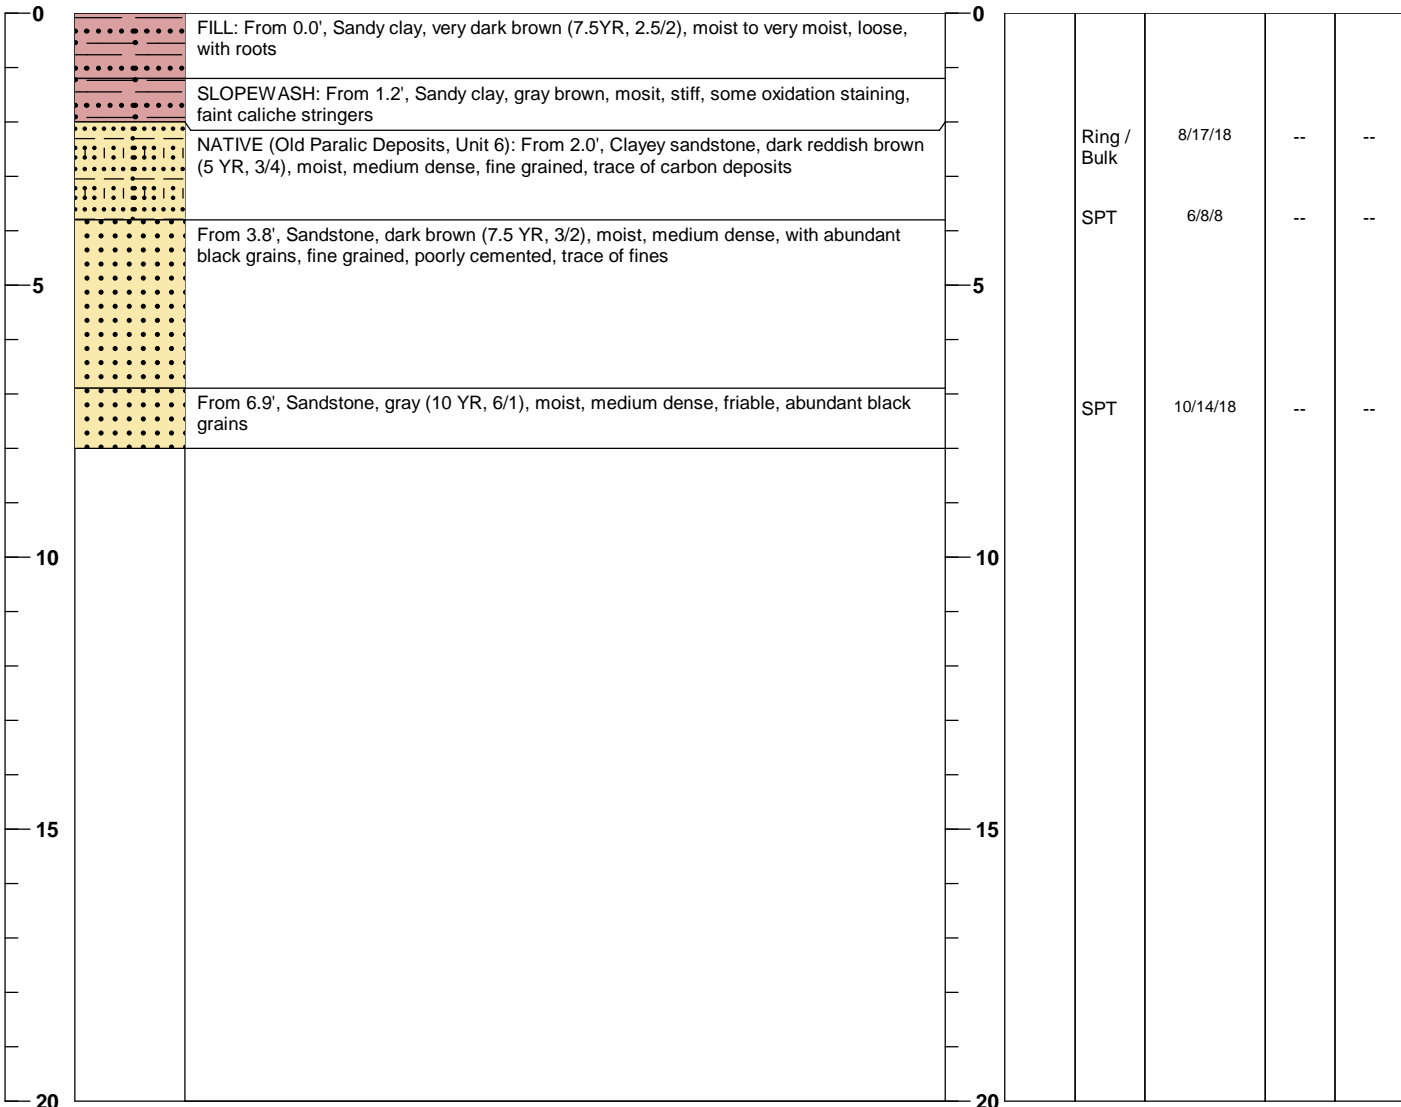 0
0
FILL: From 0.0', Sandy clay, very dark brown (7.5YR, 2.5/2), moist to very moist, loose,
with roots
SLOPEWASH: From 1.2', Sandy clay, gray brown, mosit, stiff, some oxidation staining,
faint caliche stringers
NATIVE (Old Paralic Deposits, Unit 6): From 2.0', Clayey sandstone, dark reddish brown
(5 YR, 3/4), moist, medium dense, fine grained, trace of carbon deposits
Ring /
Bulk
8/17/18
--
--
SPT
6/8/8
--
--
From 3.8', Sandstone, dark brown (7.5 YR, 3/2), moist, medium dense, with abundant
black grains, fine grained, poorly cemented, trace of fines
5
5
From 6.9', Sandstone, gray (10 YR, 6/1), moist, medium dense, friable, abundant black
grains
SPT
10/14/18
--
--
10
10
15
15
20
20